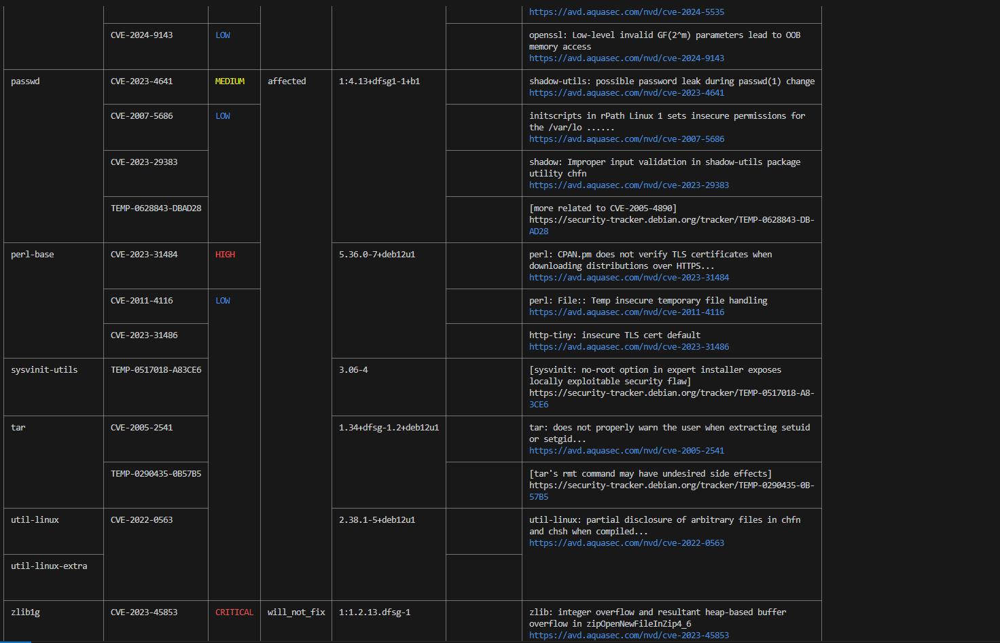 https://avd.aquasec.com/nvd/cve-2024-5535
CVE-2024-9143 LOW openssl: Low-level invalid GF(2^m) parameters lead to OOB
memory access
https://avd.aquasec.com/nvd/cve-2024-9143
passwd CVE-2023-4641 MEDIUM affected 1:4.13+dfsg1-1+b1 shadow-utils: possible password leak during passwd(1) change
https://avd.aquasec.com/nvd/cve-2023-4641
CVE-2007-5686 LOW initscripts in rPath Linux 1 sets insecure permissions for
the /var/lo ......
https://avd.aquasec.com/nvd/cve-2007-5686
CVE-2023-29383 shadow: Improper input validation in shadow-utils package
utility chfn
https://avd.aquasec.com/nvd/cve-2023-29383
TEMP-0628843-DBAD28 [more related to CVE-2005-4890]
https://security-tracker.debian.org/tracker/TEMP-0628843-DB-
AD28
perl-base CVE-2023-31484 HIGH 5.36.0-7+deb12u1 perl: CPAN.pm does not verify TLS certificates when
downloading distributions over HTTPS...
https://avd.aquasec.com/nvd/cve-2023-31484
CVE-2011-4116 LOW perl: File:: Temp insecure temporary file handling
https://avd.aquasec.com/nvd/cve-2011-4116
CVE-2023-31486 http-tiny: insecure TLS cert default
https://avd.aquasec.com/nvd/cve-2023-31486
sysvinit-utils TEMP-0517018-A83CE6 3.06-4 [sysvinit: no-root option in expert installer exposes
locally exploitable security flaw]
https://security-tracker.debian.org/tracker/TEMP-0517018-A8-
3CE6
tar CVE-2005-2541 1.34+dfsg-1.2+deb12u1 tar: does not properly warn the user when extracting setuid
or setgid...
https://avd.aquasec.com/nvd/cve-2005-2541
TEMP-0290435-0B57B5 [tar's rmt command may have undesired side effects]
https://security-tracker.debian.org/tracker/TEMP-0290435-0B-
57B5
util-linux CVE-2022-0563 2.38.1-5+deb12u1 util-linux: partial disclosure of arbitrary files in chfn
and chsh when compiled...
https://avd.aquasec.com/nvd/cve-2022-0563
util-linux-extra
zlib1g CVE-2023-45853 CRITICAL will_not_fix 1:1.2.13.dfsg-1 zlib: integer overflow and resultant heap-based buffer
overflow in zipOpenNewFileInZip4_6
https://avd.aquasec.com/nvd/cve-2023-45853